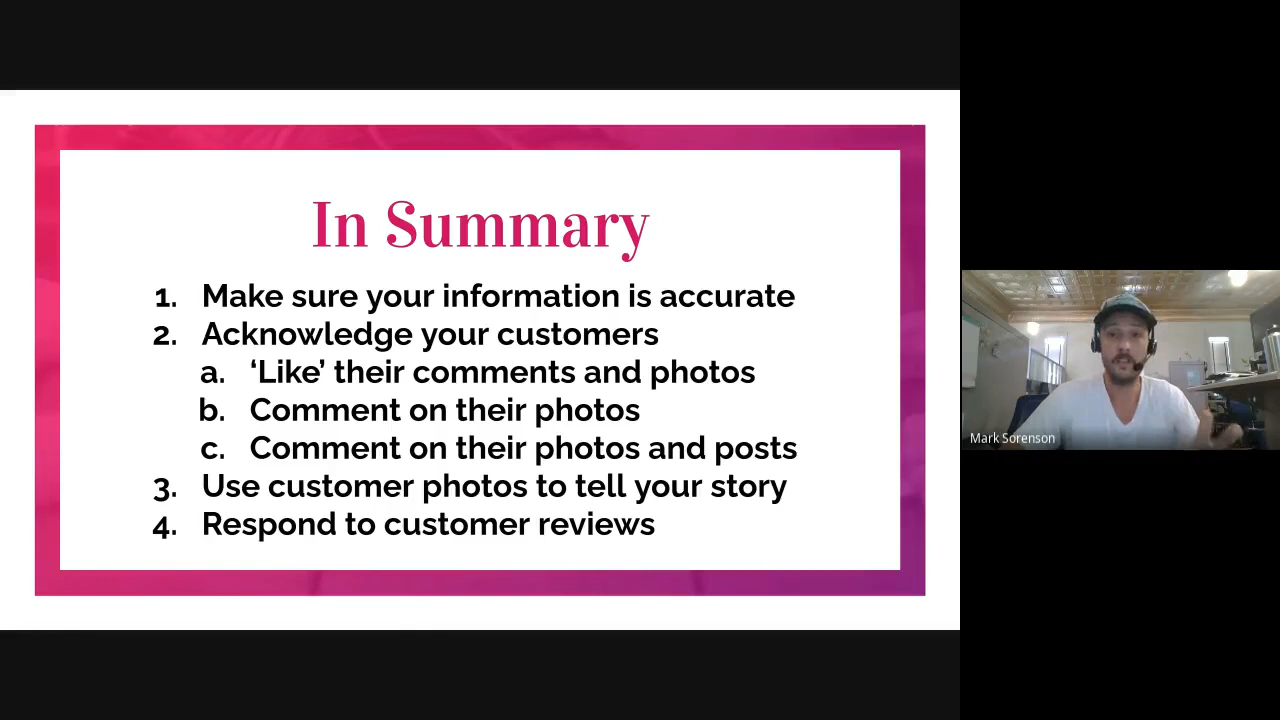 In Summary
1. Make sure your information is accurate
2. Acknowledge your customers
a. ‘Like’ their comments and photos
b. Comment on their photos
c. Comment on their photos and posts
3. Use customer photos to tell your story
4. Respond to customer reviews
Mark Sorenson